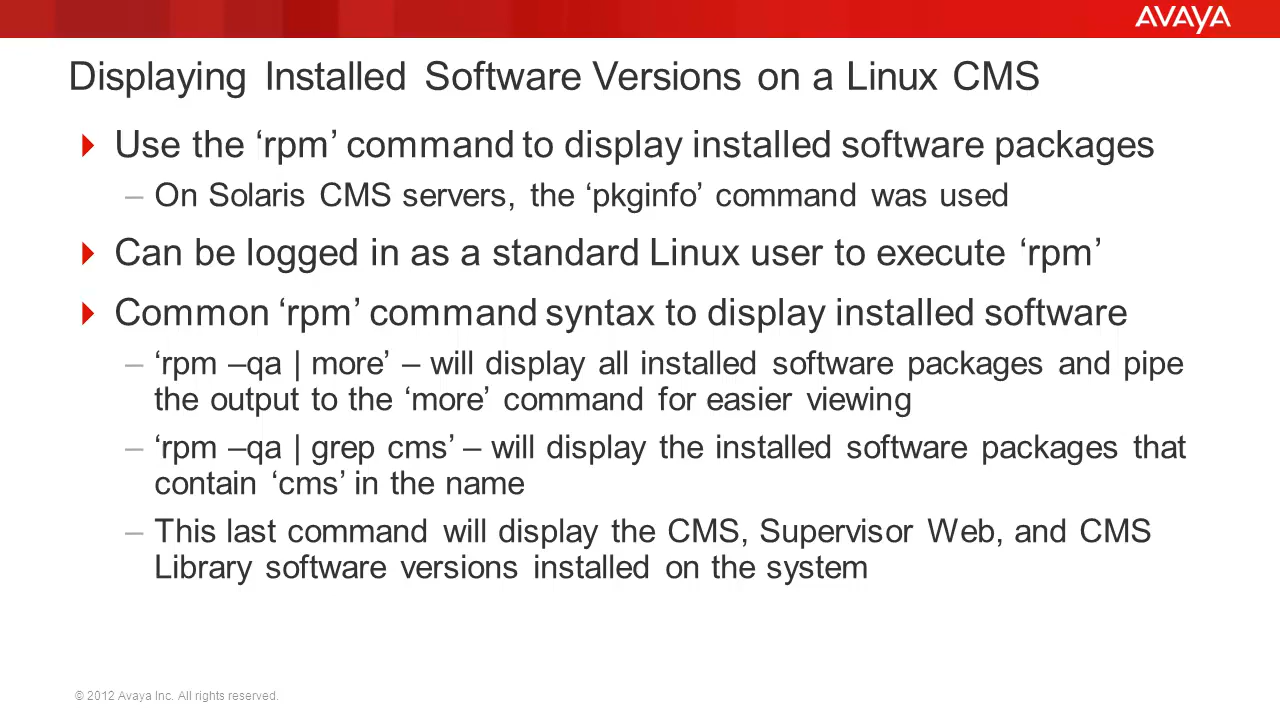 AVAYA
Displaying Installed Software Versions on a Linux CMS
Use the ‘rpm’ command to display installed software packages
– On Solaris CMS servers, the ‘pkginfo’ command was used
Can be logged in as a standard Linux user to execute ‘rpm’
Common ‘rpm’ command syntax to display installed software
– ‘rpm –qa | more’ – will display all installed software packages and pipe
the output to the ‘more’ command for easier viewing
– ‘rpm –qa | grep cms’ – will display the installed software packages that
contain ‘cms’ in the name
– This last command will display the CMS, Supervisor Web, and CMS
Library software versions installed on the system
© 2012 Avaya Inc. All rights reserved.